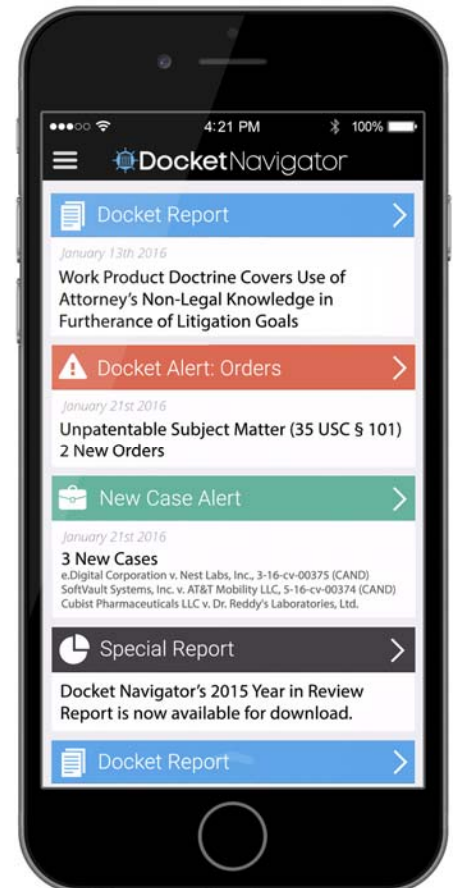 4:21 PM
100%
DocketNavigator
Docket Report
January 13th 2016
Work Product Doctrine Covers Use of
Attorney's Non-Legal Knowledge in
Furtherance of Litigation Goals
Docket Alert: Orders
January 21st 2016
Unpatentable Subject Matter (35 USC § 101)
2 New Orders
New Case Alert
January 21st 2016
3 New Cases
e.Digital Corporation v. Nest Labs, Inc., 3-16-cv-00375 (CAND)
SoftVault Systems, Inc. v. AT&T Mobility LLC, 5-16-cv-00374 (CAND)
Cubist Pharmaceuticals LLC v. Dr. Reddy's Laboratories, Ltd.
Special Report
Docket Navigator's 2015 Year in Review
Report is now available for download.
Docket Report